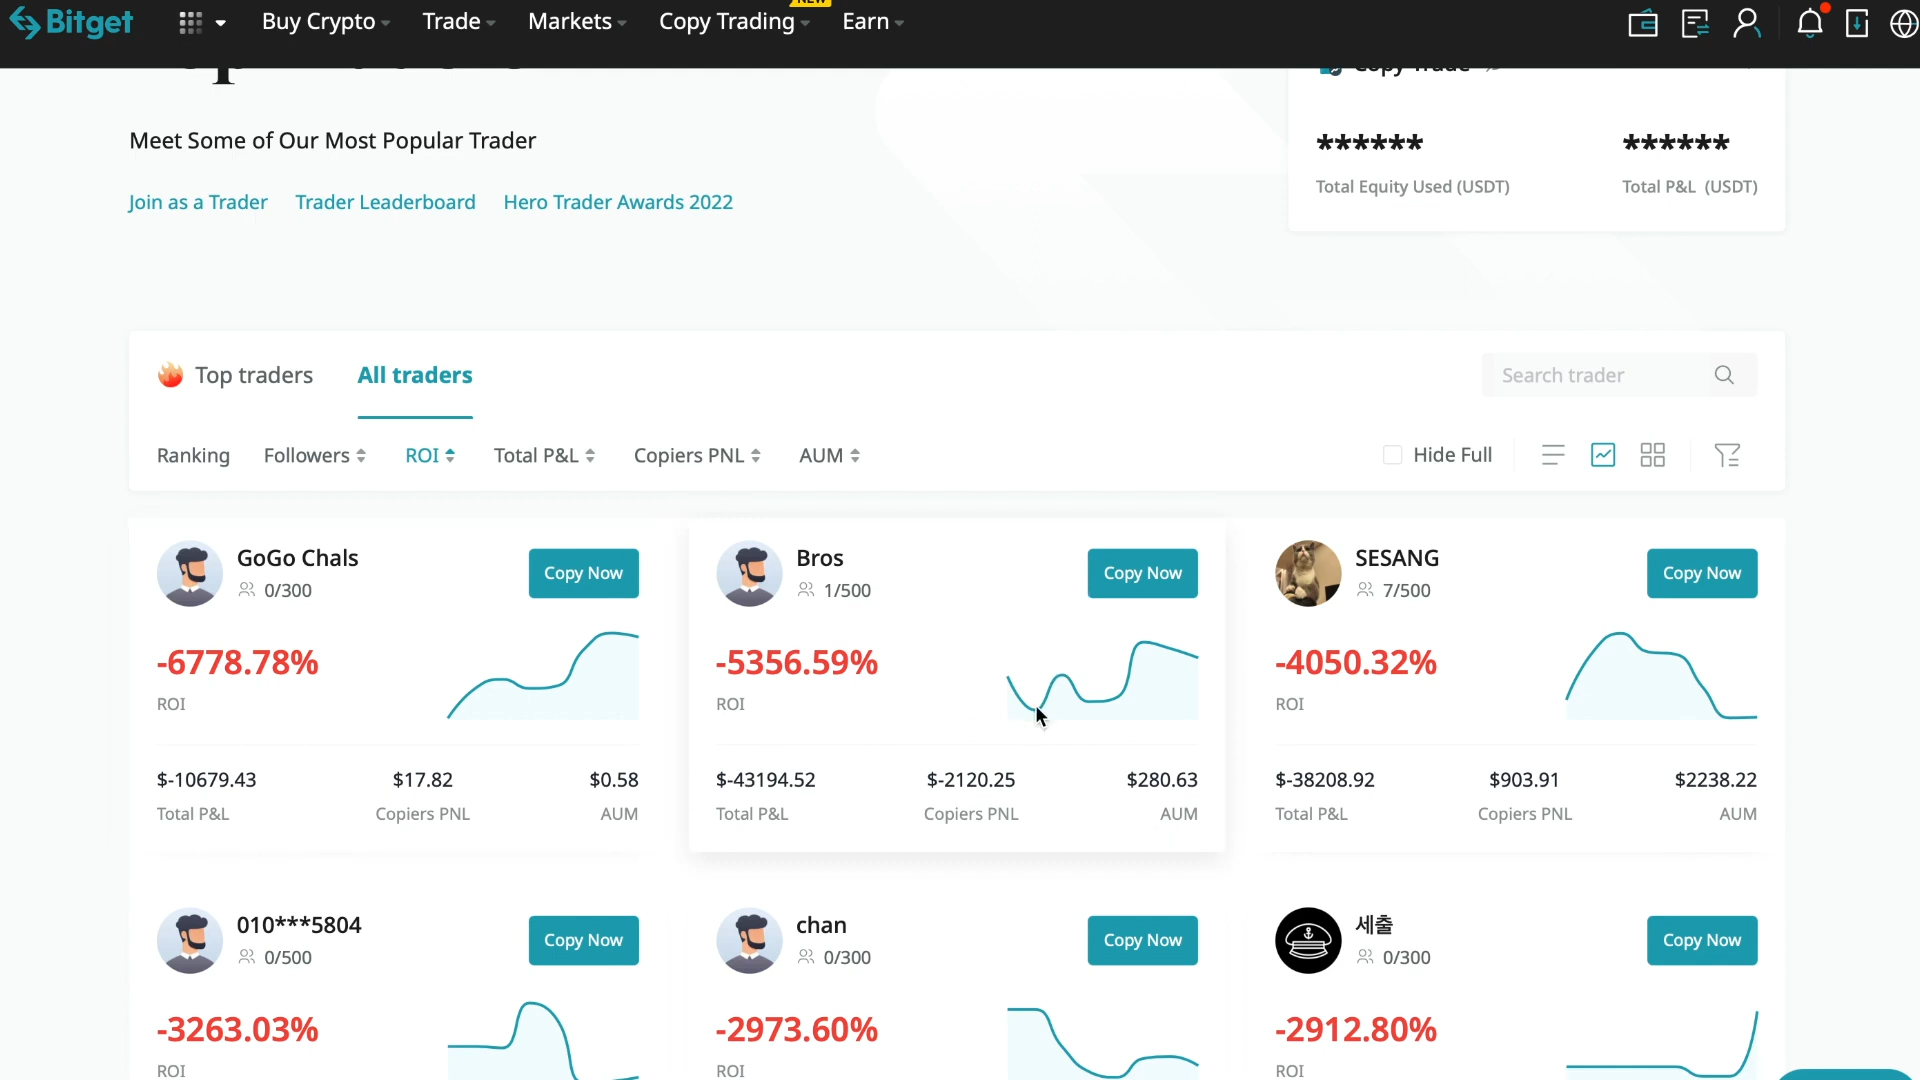 Bitget
Buy Crypto
Trade
Markets
Copy Trading
NEW
Earn
Copy Trade
Meet Some of Our Most Popular Trader
Join as a Trader
Trader Leaderboard
Hero Trader Awards 2022
******
******
Total Equity Used (USDT)
Total P&L (USDT)
Top traders
All traders
Search trader
Ranking
Followers
ROI
Total P&L
Copiers PNL
AUM
Hide Full
GoGo Chals
0/300
Copy Now
-6778.78%
ROI
$-10679.43
$17.82
$0.58
Total P&L
Copiers PNL
AUM
Bros
1/500
Copy Now
-5356.59%
ROI
$-43194.52
$-2120.25
$280.63
Total P&L
Copiers PNL
AUM
SESANG
7/500
Copy Now
-4050.32%
ROI
$-38208.92
$903.91
$2238.22
Total P&L
Copiers PNL
AUM
010***5804
0/500
Copy Now
-3263.03%
ROI
chan
0/300
Copy Now
-2973.60%
ROI
세출
0/300
Copy Now
-2912.80%
ROI